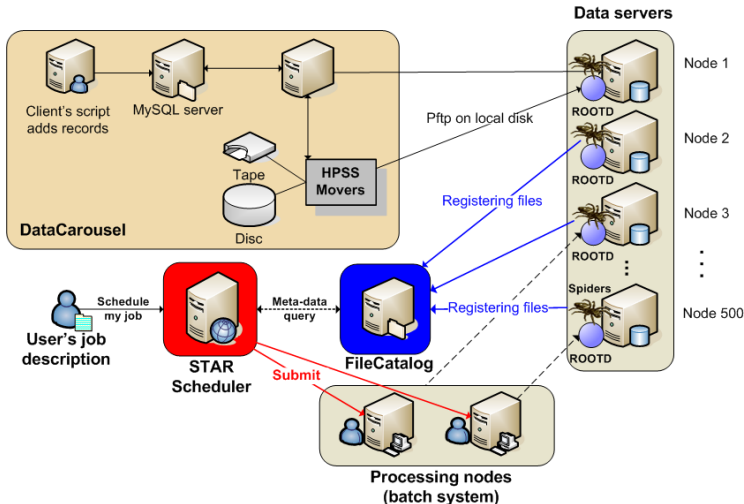 Data servers
Node 1
Client's script
adds records
MySQL server
Pftp on local disk
ROOTD
Node 2
Tape
HPSS
Movers
ROOTD
Registering files
Node 3
Disc
DataCarousel
ROOTD
Spiders
Schedule
my job
Meta-data
query
Registering files
Node 500
User's job
description
STAR
Scheduler
FileCatalog
ROOTD
Submit
Processing nodes
(batch system)